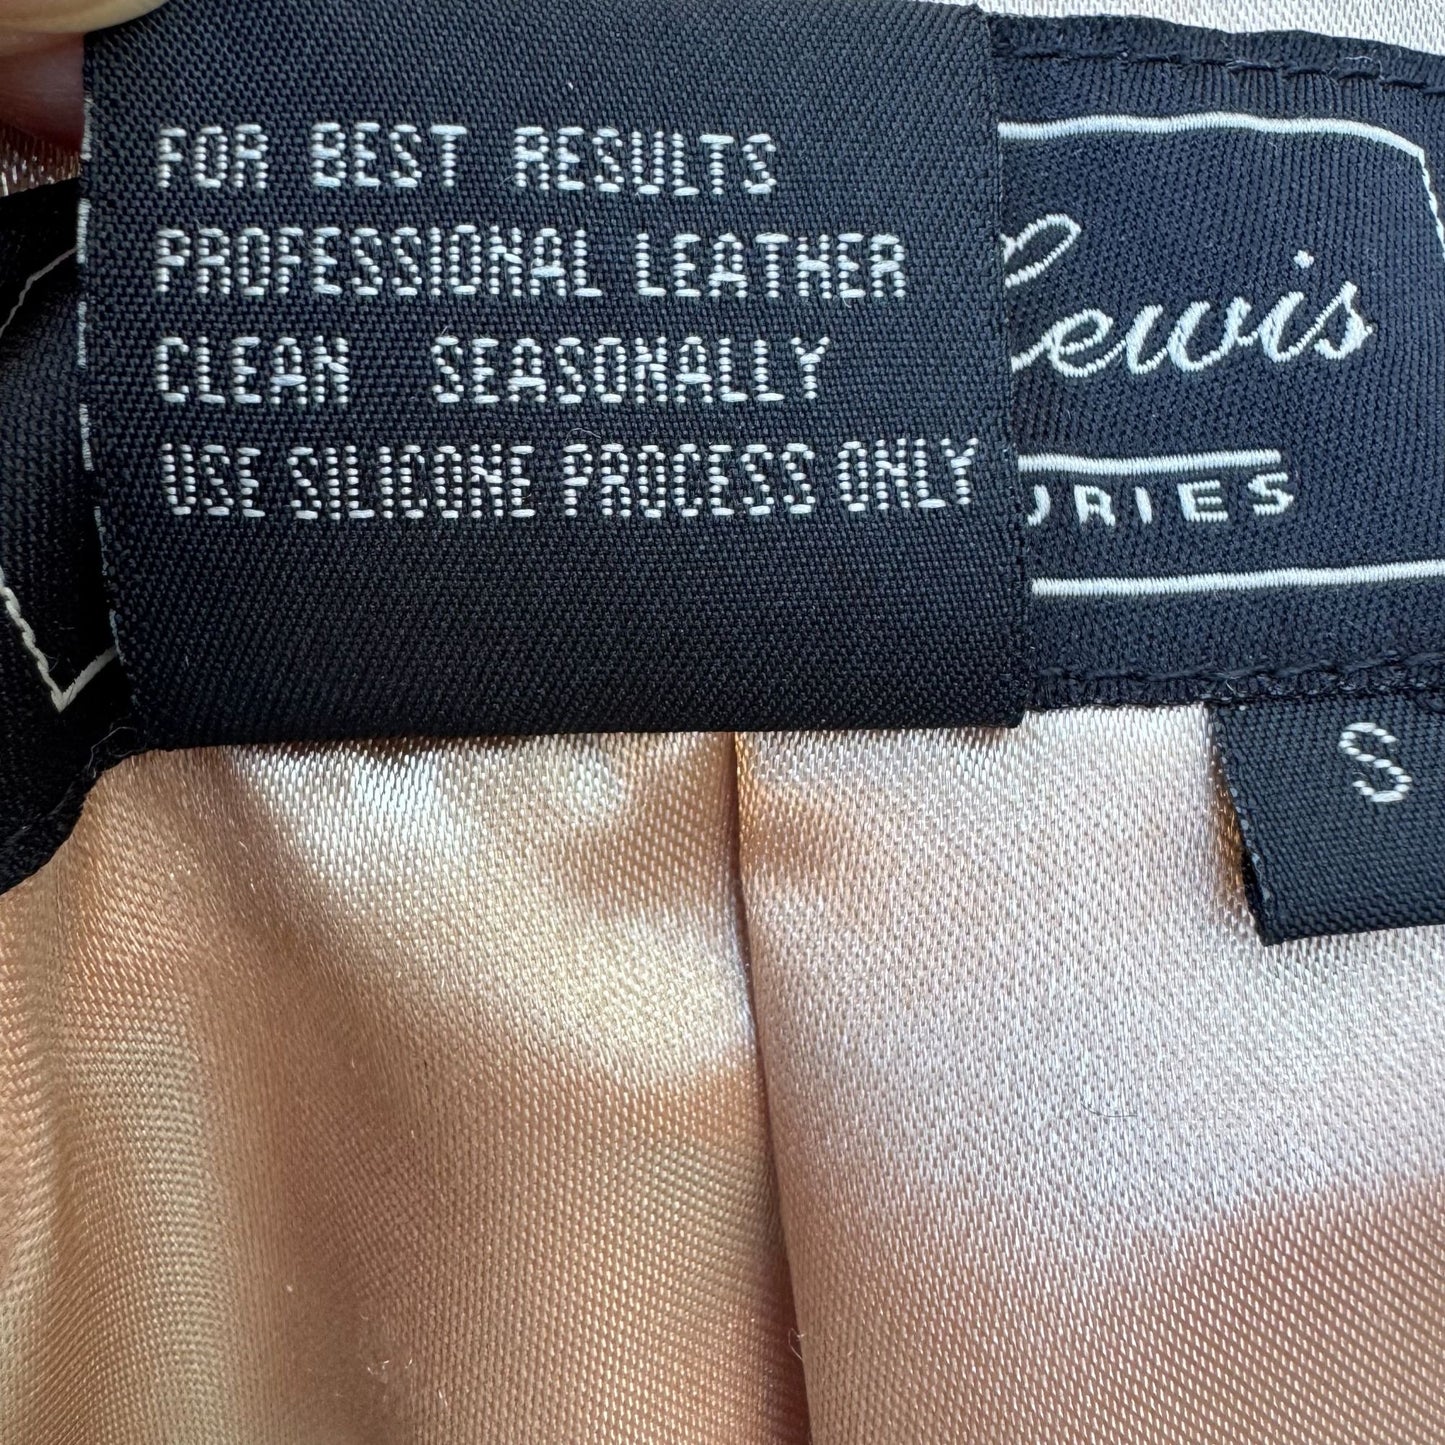 FOR BEST RESULTS
PROFESSIONAL LEATHER
CLEAN SEASONALLY
USE SILICONE PROCESS ONLY
Lewis
URIES
S